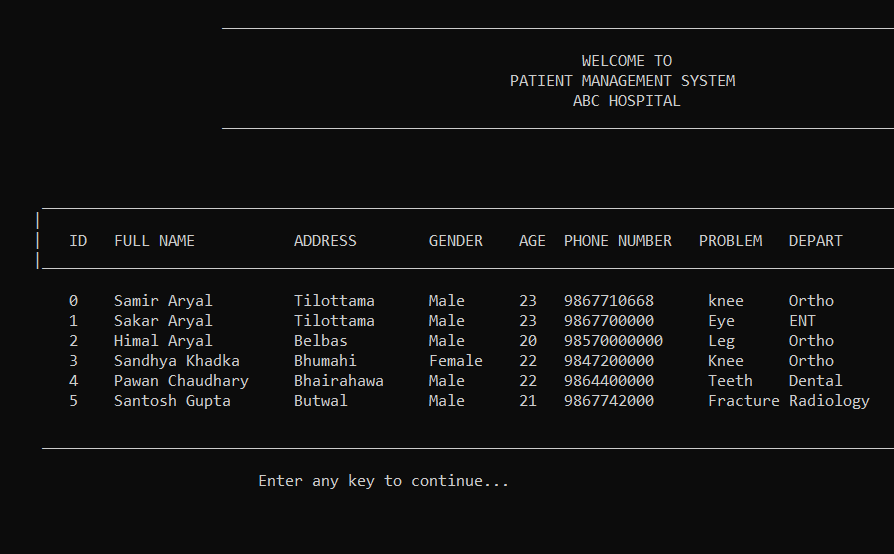 WELCOME TO
PATIENT MANAGEMENT SYSTEM
ABC HOSPITAL
ID FULL NAME ADDRESS GENDER AGE PHONE NUMBER PROBLEM DEPART
0 Samir Aryal Tilottama Male 23 9867710668 knee Ortho
1 Sakar Aryal Tilottama Male 23 9867700000 Eye ENT
2 Himal Aryal Belbas Male 20 98570000000 Leg Ortho
3 Sandhya Khadka Bhumahi Female 22 9847200000 Knee Ortho
4 Pawan Chaudhary Bhairahawa Male 22 9864400000 Teeth Dental
5 Santosh Gupta Butwal Male 21 9867742000 Fracture Radiology
Enter any key to continue...